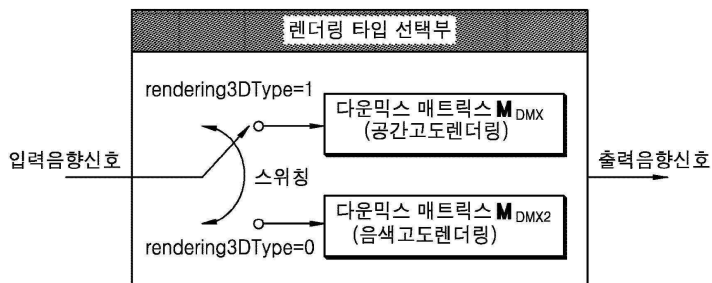 렌더링 타입 선택부
rendering3DType=1
다운믹스 매트릭스 M DMX
(공간고도렌더링)
입력음향신호
스위칭
출력음향신호
다운믹스 매트릭스 M DMX2
(음색고도렌더링)
rendering3DType=0